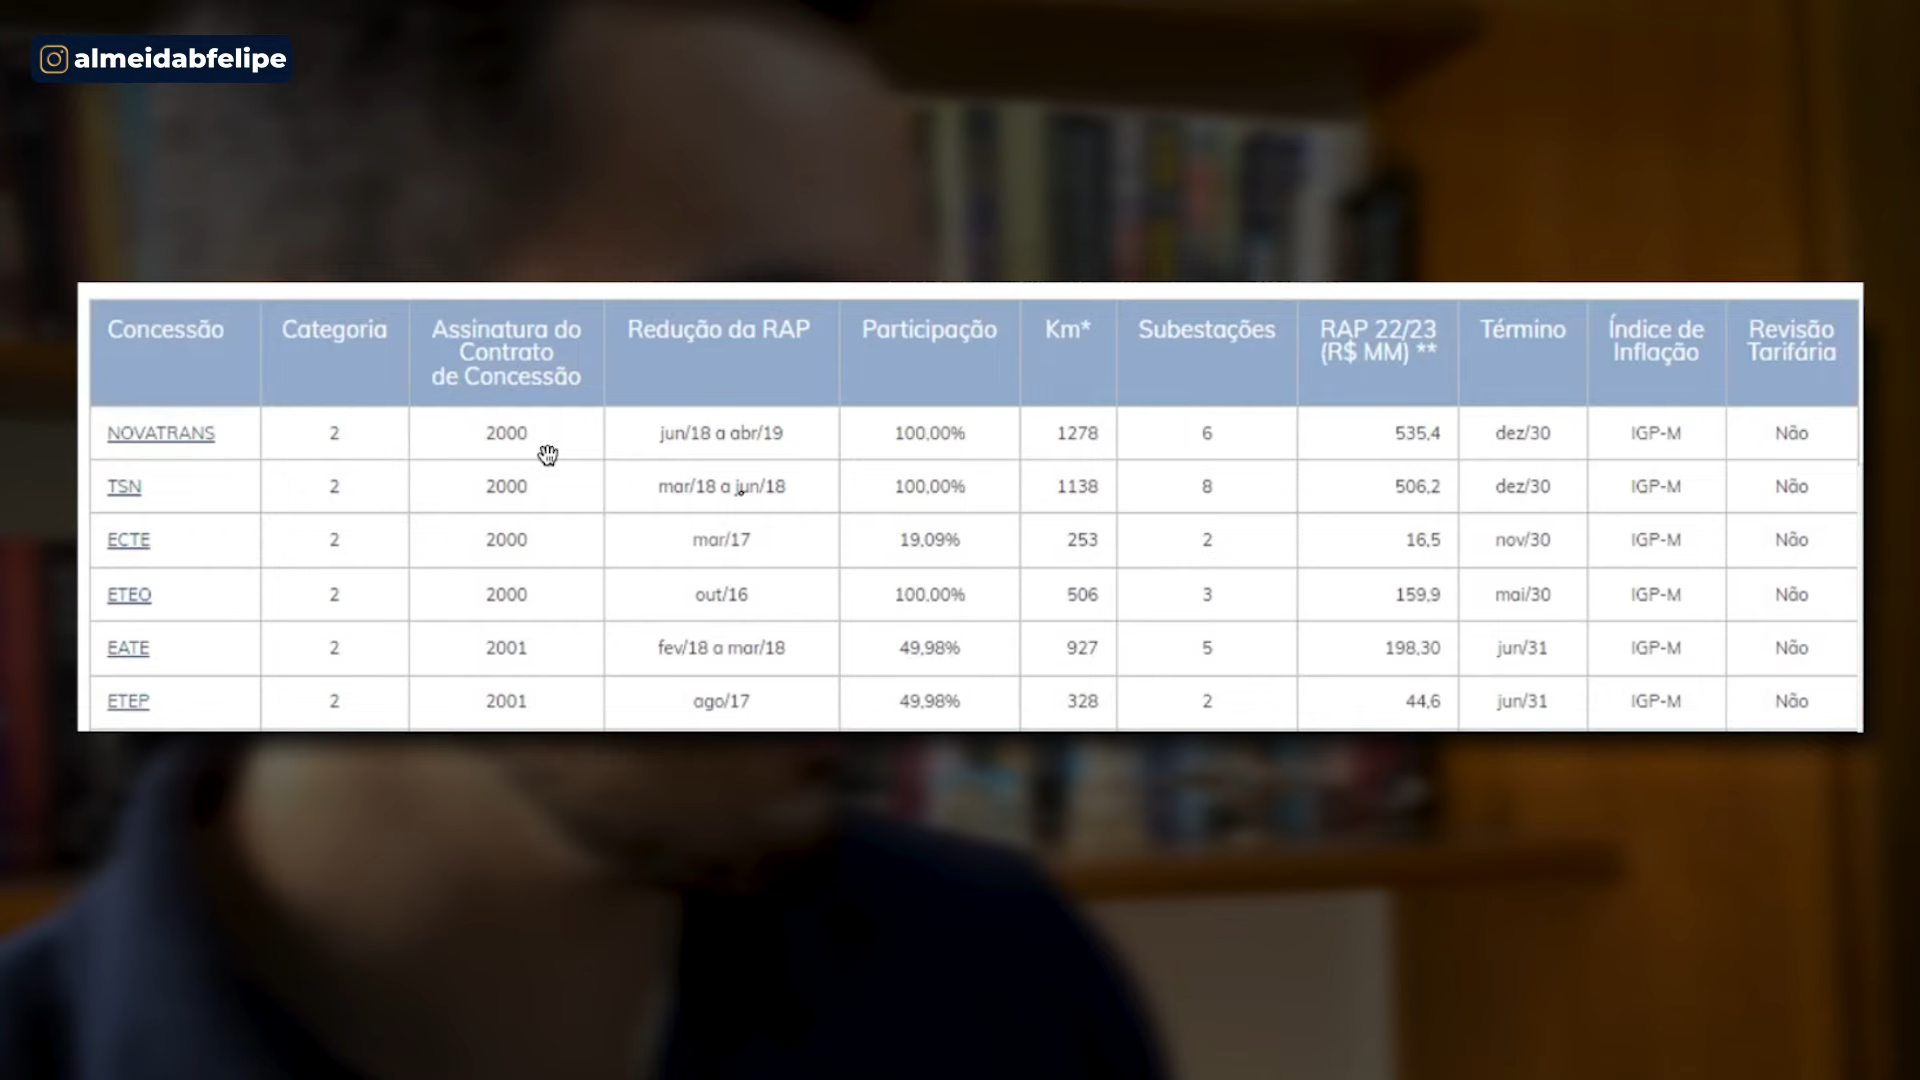 almeidabfelipe
Concessão Categoria Assinatura do Contrato de Concessão Redução da RAP Participação Km* Subestações RAP 22/23 (R$ MM) ** Término Índice de Inflação Revisão Tarifária
NOVATRANS 2 2000 jun/18 a abr/19 100,00% 1278 6 535,4 dez/30 IGP-M Não
TSN 2 2000 mar/18 a jun/18 100,00% 1138 8 506,2 dez/30 IGP-M Não
ECTE 2 2000 mar/17 19,09% 253 2 16,5 nov/30 IGP-M Não
ETEO 2 2000 out/16 100,00% 506 3 159,9 mai/30 IGP-M Não
EATE 2 2001 fev/18 a mar/18 49,98% 927 5 198,30 jun/31 IGP-M Não
ETEP 2 2001 ago/17 49,98% 328 2 44,6 jun/31 IGP-M Não